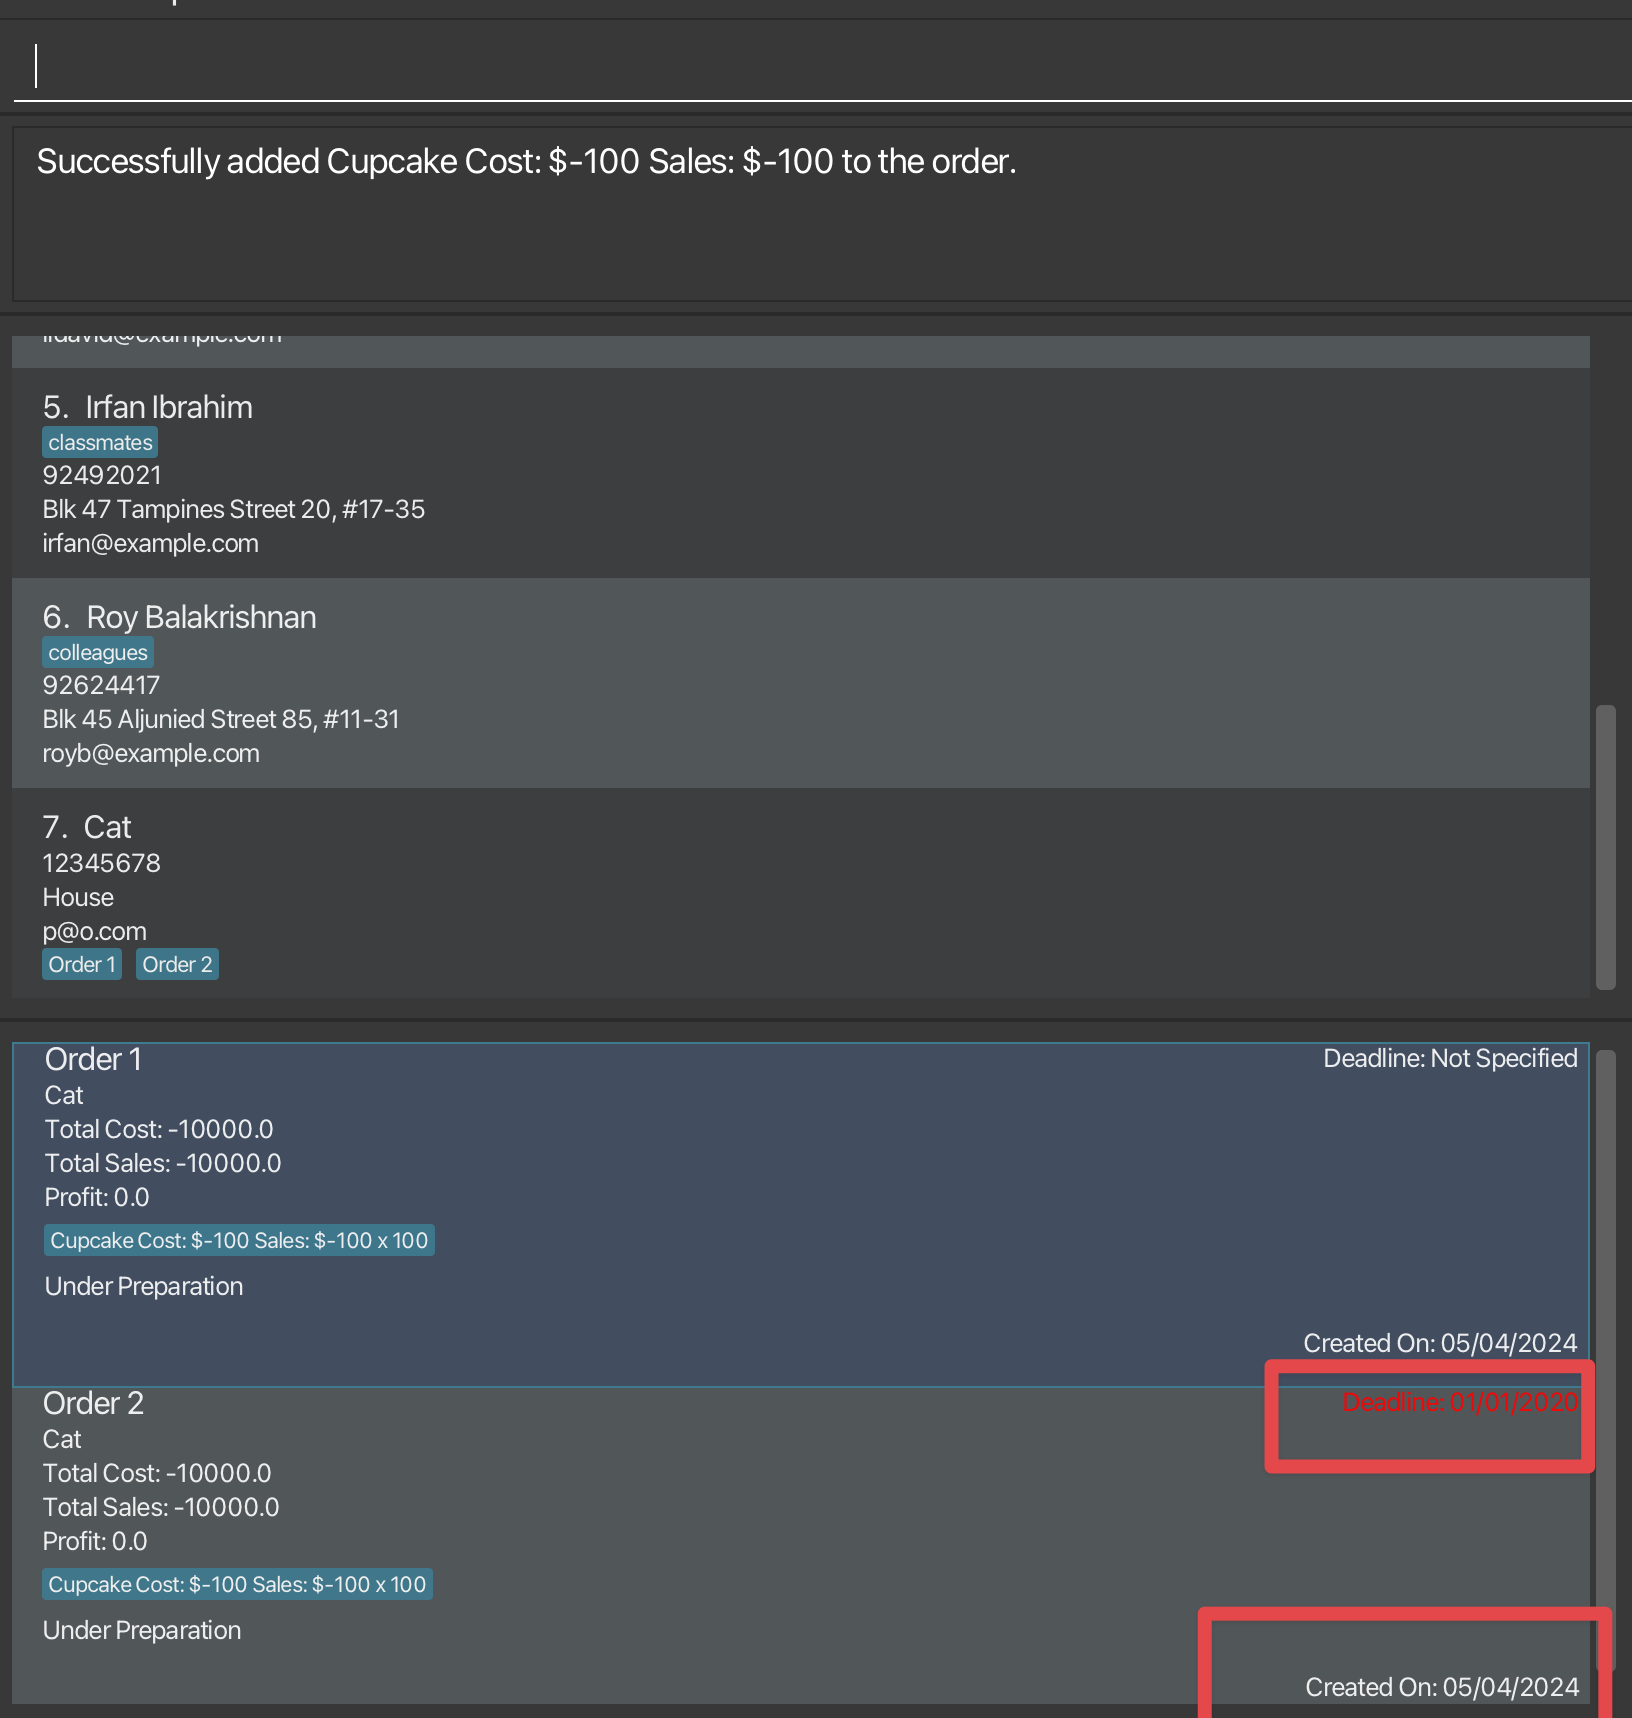 Successfully added Cupcake Cost: $-100 Sales: $-100 to the order.
5. Irfan Ibrahim
classmates
92492021
Blk 47 Tampines Street 20, #17-35
irfan@example.com
6. Roy Balakrishnan
colleagues
92624417
Blk 45 Aljunied Street 85, #11-31
royb@example.com
7. Cat
12345678
House
p@o.com
Order 1 Order 2
Order 1 Deadline: Not Specified
Cat
Total Cost: -10000.0
Total Sales: -10000.0
Profit: 0.0
Cupcake Cost: $-100 Sales: $-100 x 100
Under Preparation
Created On: 05/04/2024
Order 2 Deadline: 01/01/2020
Cat
Total Cost: -10000.0
Total Sales: -10000.0
Profit: 0.0
Cupcake Cost: $-100 Sales: $-100 x 100
Under Preparation
Created On: 05/04/2024